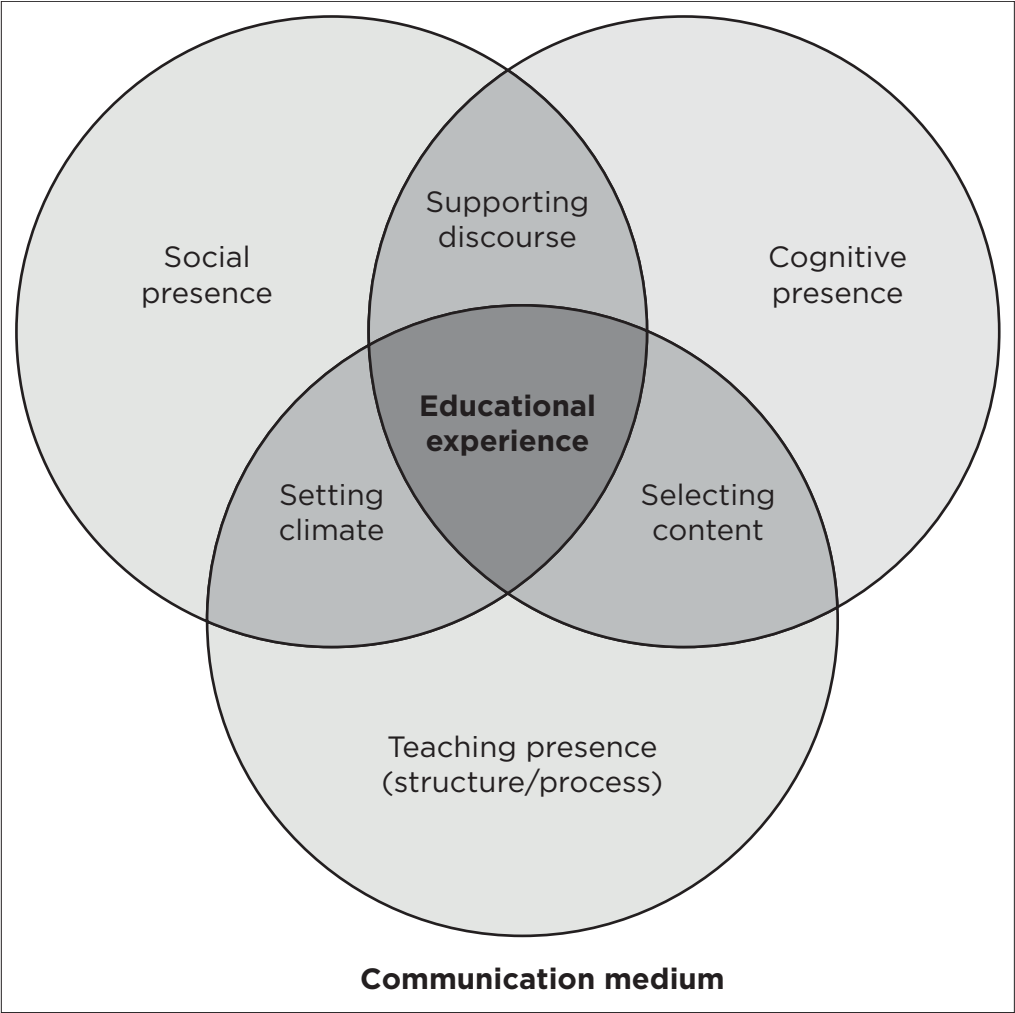 Supporting
discourse
Social
presence
Cognitive
presence
Educational
experience
Setting
climate
Selecting
content
Teaching presence
(structure/process)
Communication medium